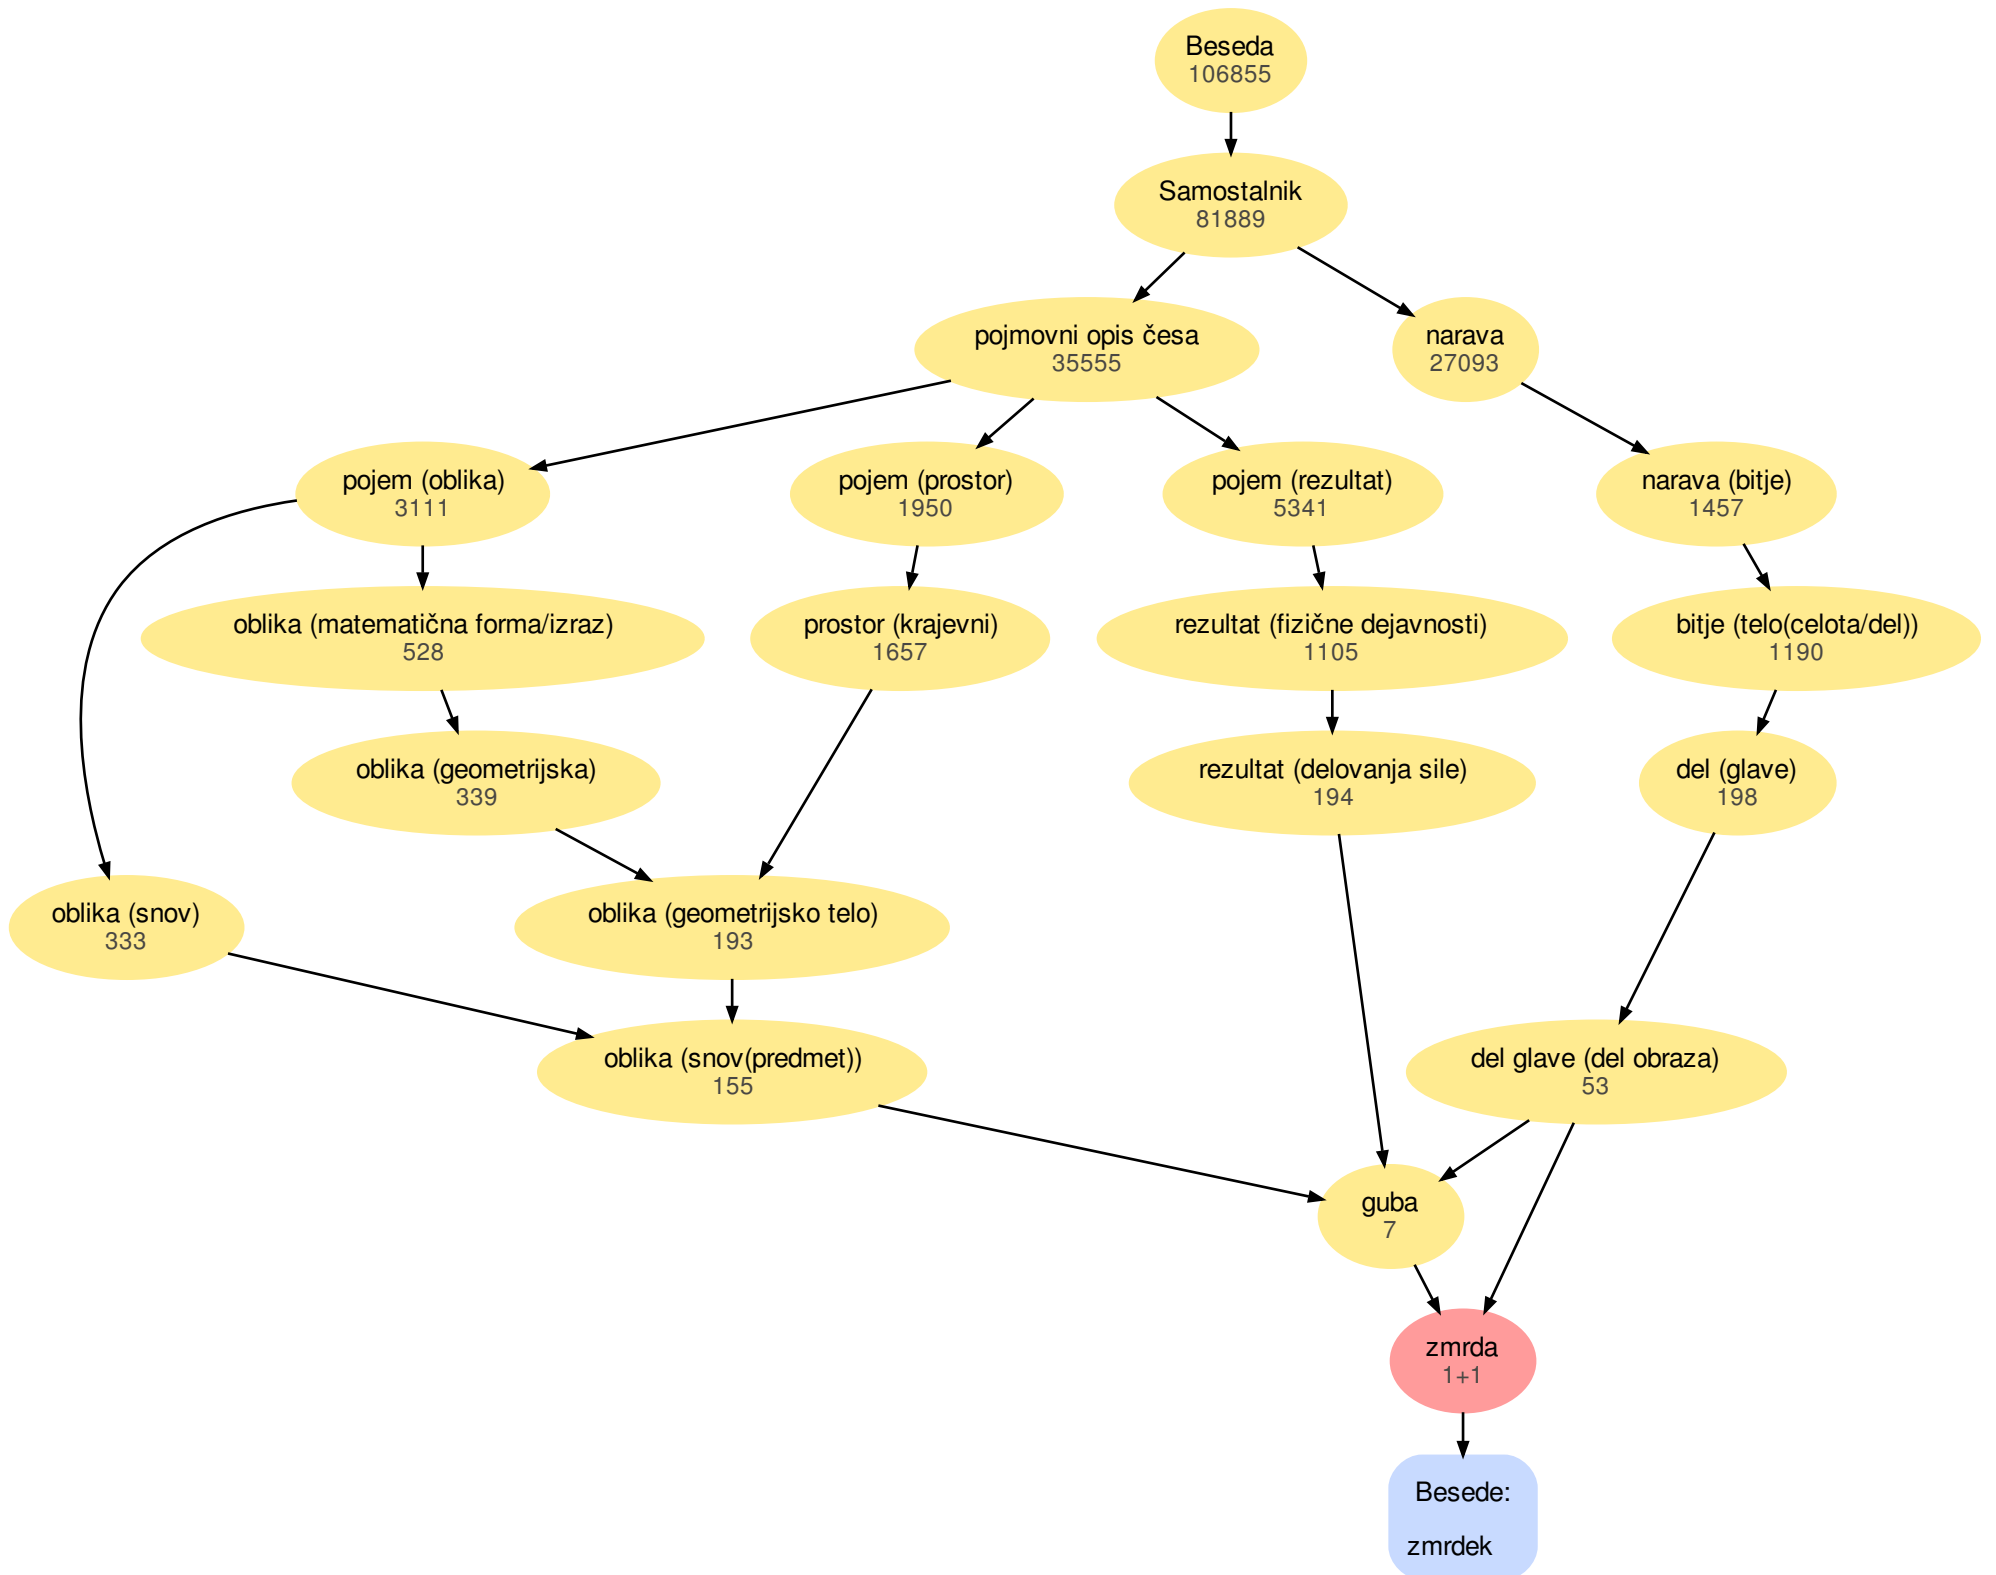 Beseda
106855
Samostalnik
81889
pojmovni opis česa
35555
narava
27093
pojem (oblika)
3111
pojem (prostor)
1950
pojem (rezultat)
5341
narava (bitje)
1457
oblika (matematična forma/izraz)
528
prostor (krajevni)
1657
rezultat (fizične dejavnosti)
1105
bitje (telo(celota/del))
1190
oblika (geometrijska)
339
rezultat (delovanja sile)
194
del (glave)
198
oblika (snov)
333
oblika (geometrijsko telo)
193
oblika (snov(predmet))
155
del glave (del obraza)
53
guba
7
zmrda
1+1
Besede:
zmrdek